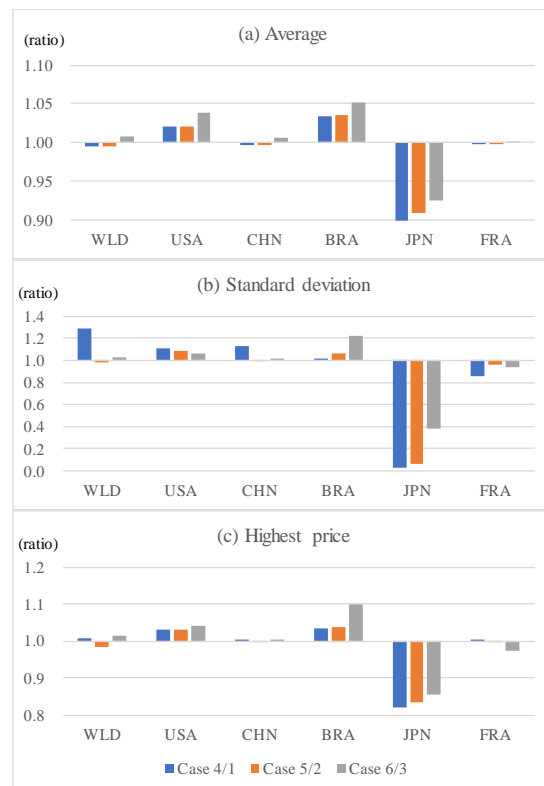 (a) Average
(ratio)
1.10
1.05
1.00
0.95
0.90
WLD USA CHN BRA JPN FRA
(b) Standard deviation
(ratio)
1.4
1.2
1.0
0.8
0.6
0.4
0.2
0.0
WLD USA CHN BRA JPN FRA
(c) Highest price
(ratio)
1.2
1.1
1.0
0.9
0.8
WLD USA CHN BRA JPN FRA
Case 4/1 Case 5/2 Case 6/3